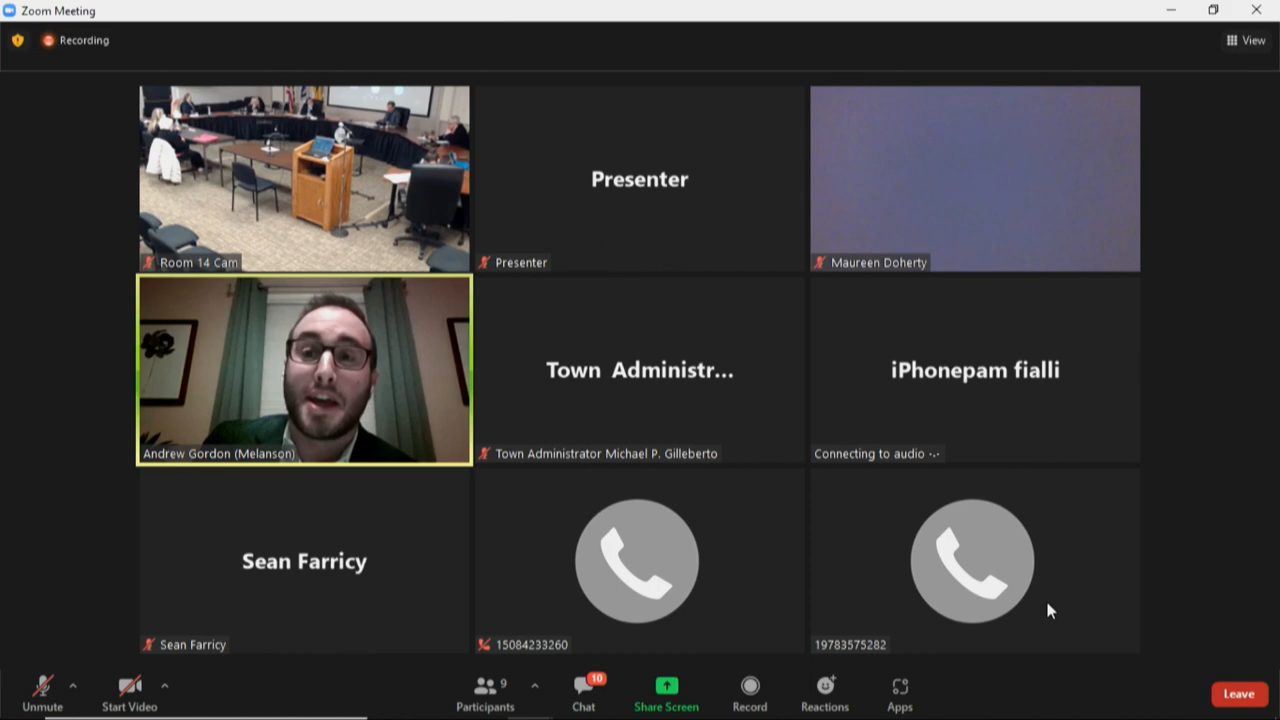 Zoom Meeting
Recording
View
Room 14 Cam
Presenter
Presenter
Maureen Doherty
Andrew Gordon (Melanson)
Town Administr...
Town Administrator Michael P. Gilleberto
iPhonepam fialli
Connecting to audio ···
Sean Farricy
Sean Farricy
15084233260
19783575282
Unmute
Start Video
9
Participants
10
Chat
Share Screen
Record
Reactions
Apps
Leave